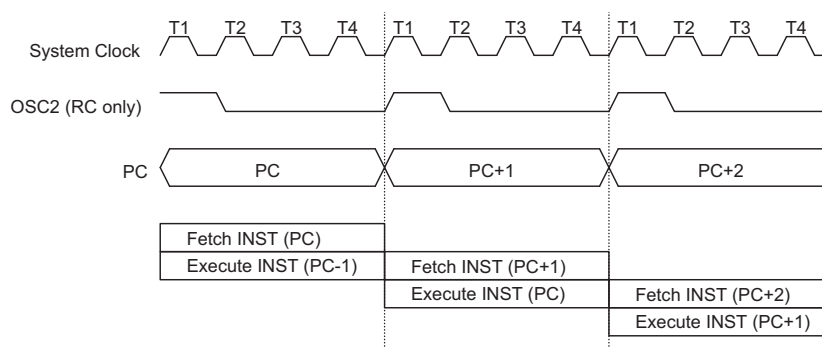 T1 T2 T3 T4 T1 T2 T3 T4 T1 T2 T3 T4
System Clock
OSC2 (RC only)
PC PC PC+1 PC+2
Fetch INST (PC)
Execute INST (PC-1) Fetch INST (PC+1)
Execute INST (PC) Fetch INST (PC+2)
Execute INST (PC+1)